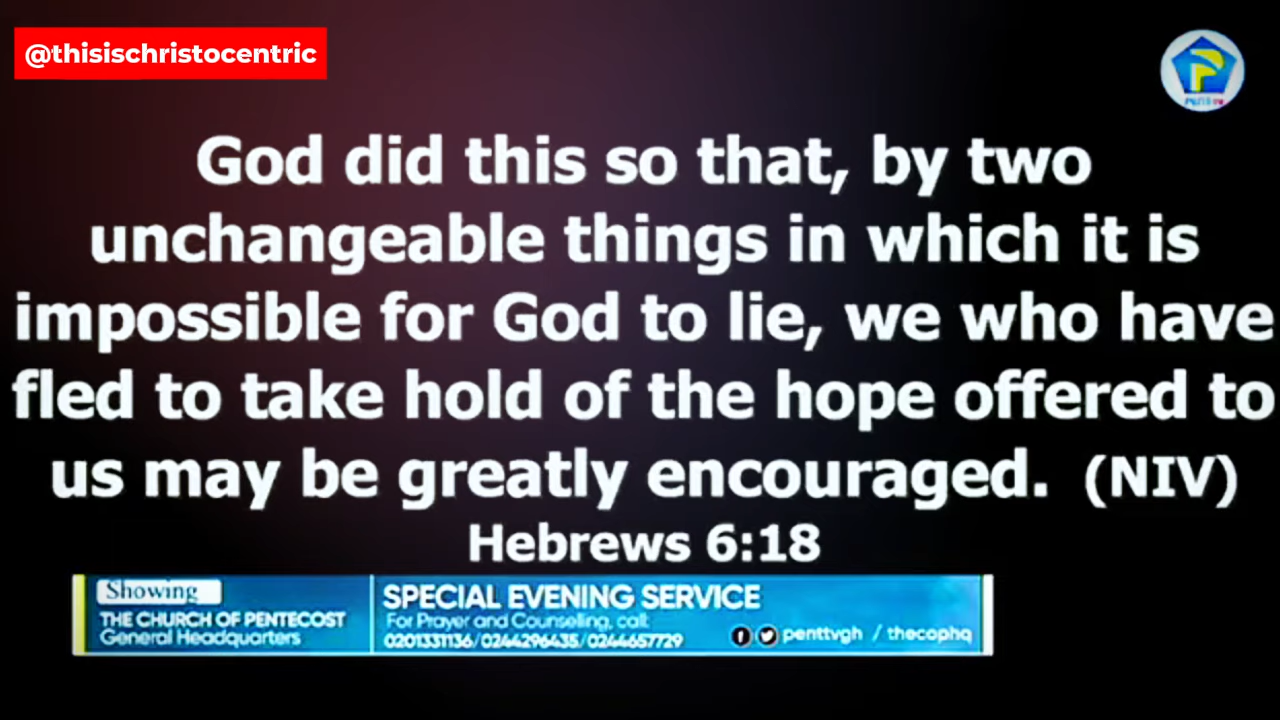 @thisischristocentric
God did this so that, by two
unchangeable things in which it is
impossible for God to lie, we who have
fled to take hold of the hope offered to
us may be greatly encouraged. (NIV)
Hebrews 6:18
Showing
THE CHURCH OF PENTECOST
General Headquarters
SPECIAL EVENING SERVICE
For Prayer and Counseling, call:
0201331136/0244296435/0244657729
penttvgh / thecophq